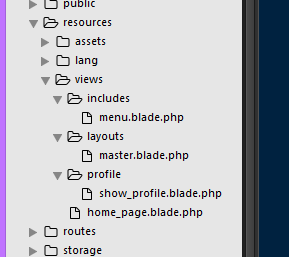 public
resources
assets
lang
views
includes
menu.blade.php
layouts
master.blade.php
profile
show_profile.blade.php
home_page.blade.php
routes
storage